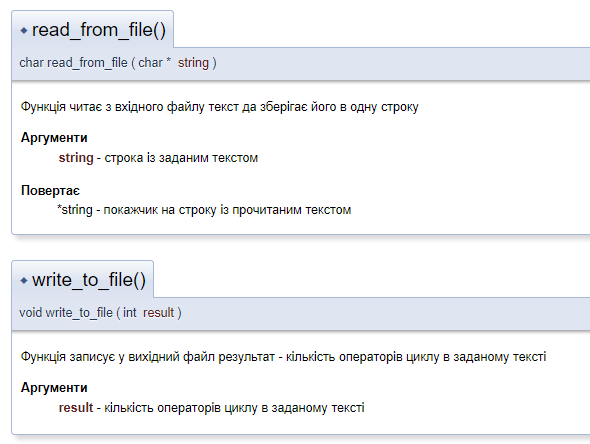 read_from_file()
char read_from_file ( char * string )
Функція читає з вхідного файлу текст да зберігає його в одну строку
Аргументи
string - строка із заданим текстом
Повертає
*string - покажчик на строку із прочитаним текстом
write_to_file()
void write_to_file ( int result )
Функція записує у вихідний файл результат - кількість операторів циклу в заданому тексті
Аргументи
result - кількість операторів циклу в заданому тексті